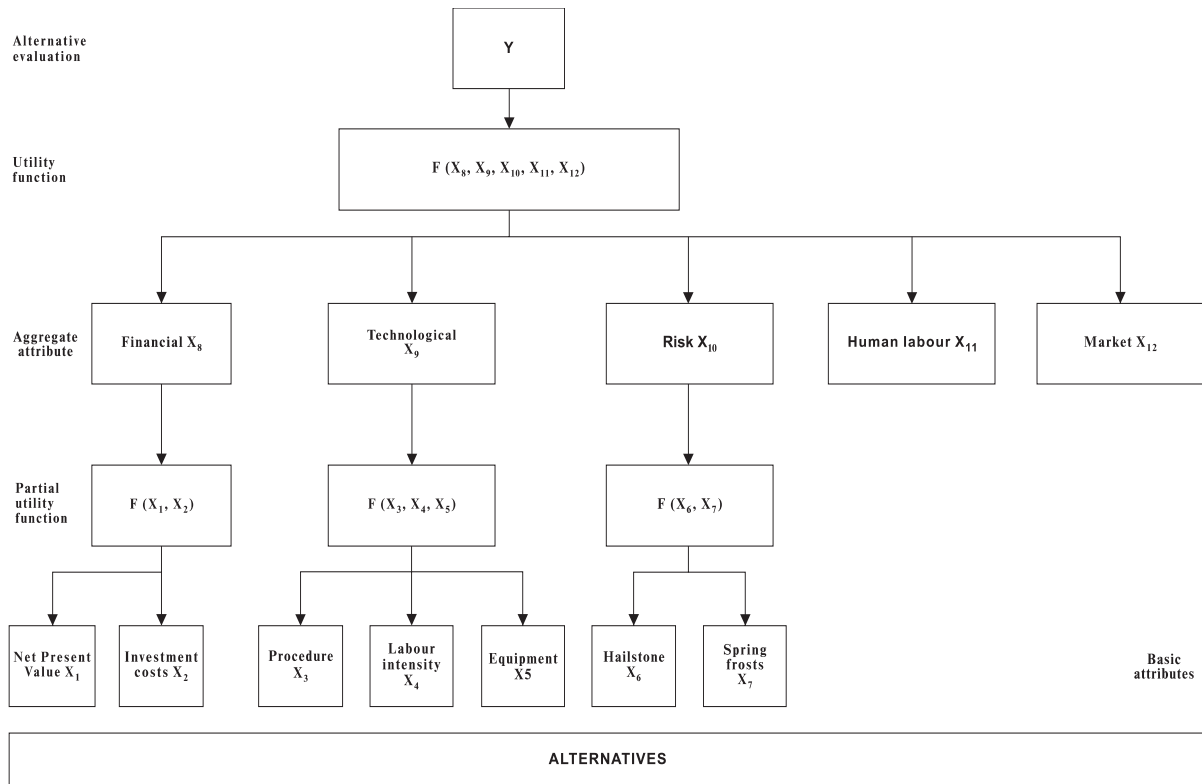 Alternative
evaluation
Y
Utility
function
F (X₈, X₉, X₁₀, X₁₁, X₁₂)
Aggregate
attribute
Financial X₈
Technological
X₉
Risk X₁₀
Human labour X₁₁
Market X₁₂
Partial
utility
function
F (X₁, X₂)
F (X₃, X₄, X₅)
F (X₆, X₇)
Net Present
Value X₁
Investment
costs X₂
Procedure
X₃
Labour
intensity
X₄
Equipment
X5
Hailstone
X₆
Spring
frosts
X₇
Basic
attributes
ALTERNATIVES